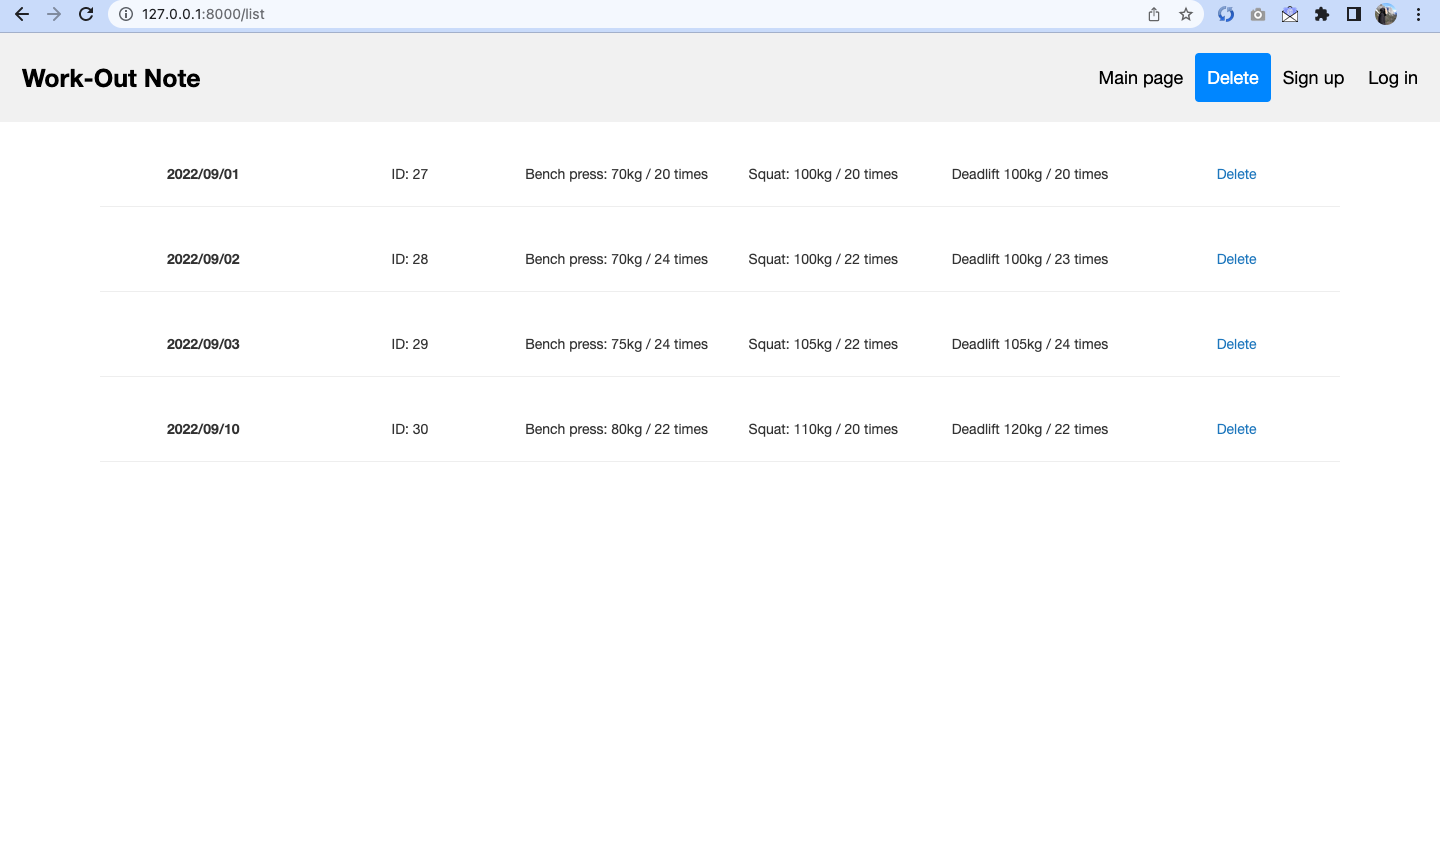 127.0.0.1:8000/list
Work-Out Note Main page Delete Sign up Log in
2022/09/01 ID: 27 Bench press: 70kg / 20 times Squat: 100kg / 20 times Deadlift 100kg / 20 times Delete
2022/09/02 ID: 28 Bench press: 70kg / 24 times Squat: 100kg / 22 times Deadlift 100kg / 23 times Delete
2022/09/03 ID: 29 Bench press: 75kg / 24 times Squat: 105kg / 22 times Deadlift 105kg / 24 times Delete
2022/09/10 ID: 30 Bench press: 80kg / 22 times Squat: 110kg / 20 times Deadlift 120kg / 22 times Delete